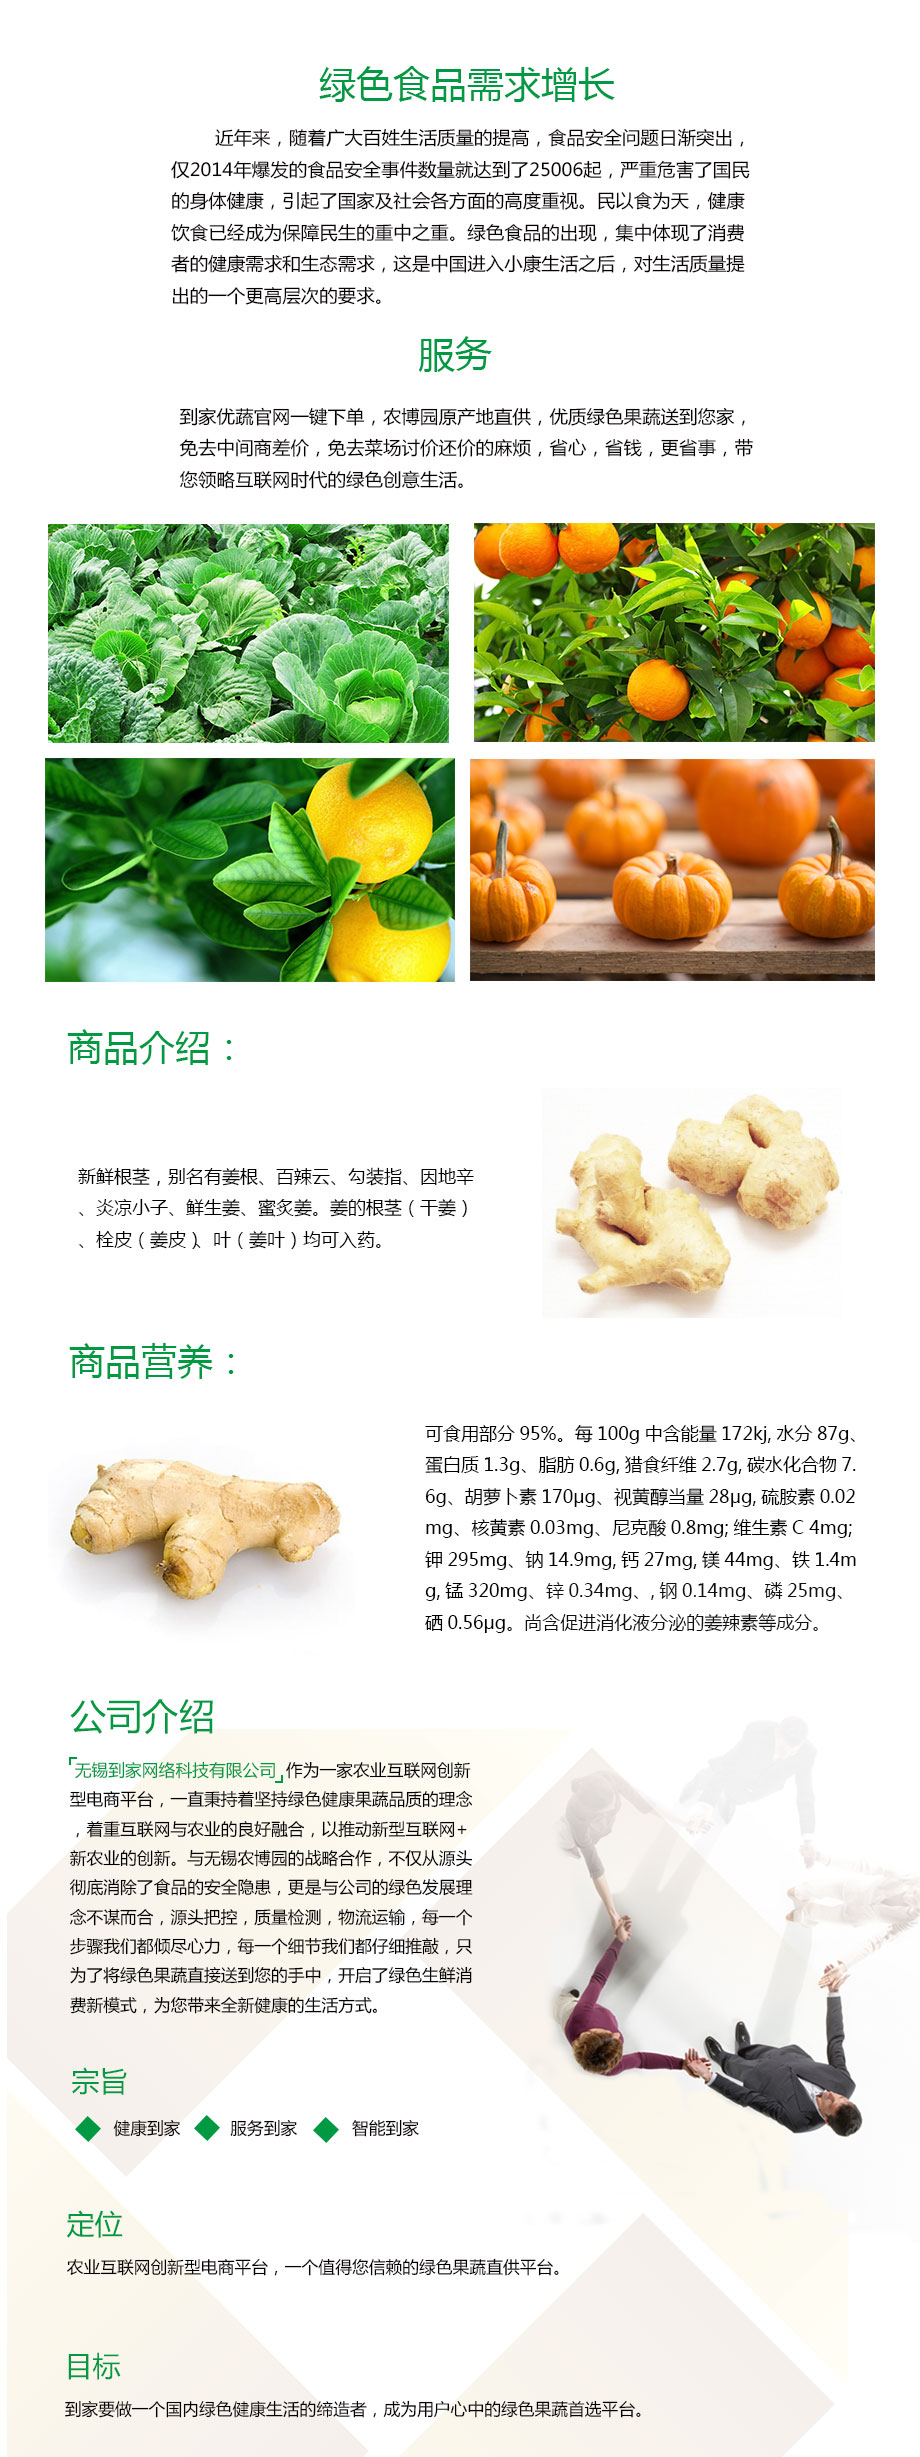 绿色食品需求增长
近年来，随着广大百姓生活质量的提高，食品安全问题日渐突出，
仅2014年爆发的食品安全事件数量就达到了25006起，严重危害了国民
的身体健康，引起了国家及社会各方面的高度重视。民以食为天，健康
饮食已经成为保障民生的重中之重。绿色食品的出现，集中体现了消费
者的健康需求和生态需求，这是中国进入小康生活之后，对生活质量提
出的一个更高层次的要求。
服务
到家优蔬官网一键下单，农博园原产地直供，优质绿色果蔬送到您家，
免去中间商差价，免去菜场讨价还价的麻烦，省心，省钱，更省事，带
您领略互联网时代的绿色创意生活。
商品介绍：
新鲜根茎，别名有姜根、百辣云、勾装指、因地辛
、炎凉小子、鲜生姜、蜜炙姜。姜的根茎（干姜）
、栓皮（姜皮）、叶（姜叶）均可入药。
商品营养：
可食用部分 95%。每 100g 中含能量 172kj, 水分 87g、
蛋白质 1.3g、脂肪 0.6g, 猎食纤维 2.7g, 碳水化合物 7.
6g、胡萝卜素 170μg、视黄醇当量 28μg, 硫胺素 0.02
mg、核黄素 0.03mg、尼克酸 0.8mg; 维生素 C 4mg;
钾 295mg、钠 14.9mg, 钙 27mg, 镁 44mg、铁 1.4m
g, 锰 320mg、锌 0.34mg、, 钢 0.14mg、磷 25mg、
硒 0.56μg。尚含促进消化液分泌的姜辣素等成分。
公司介绍
「无锡到家网络科技有限公司」作为一家农业互联网创新
型电商平台，一直秉持着坚持绿色健康果蔬品质的理念
，着重互联网与农业的良好融合，以推动新型互联网+
新农业的创新。与无锡农博园的战略合作，不仅从源头
彻底消除了食品的安全隐患，更是与公司的绿色发展理
念不谋而合，源头把控，质量检测，物流运输，每一个
步骤我们都倾尽心力，每一个细节我们都仔细推敲，只
为了将绿色果蔬直接送到您的手中，开启了绿色生鲜消
费新模式，为您带来全新健康的生活方式。
宗旨
◆ 健康到家 ◆ 服务到家 ◆ 智能到家
定位
农业互联网创新型电商平台，一个值得您信赖的绿色果蔬直供平台。
目标
到家要做一个国内绿色健康生活的缔造者，成为用户心中的绿色果蔬首选平台。